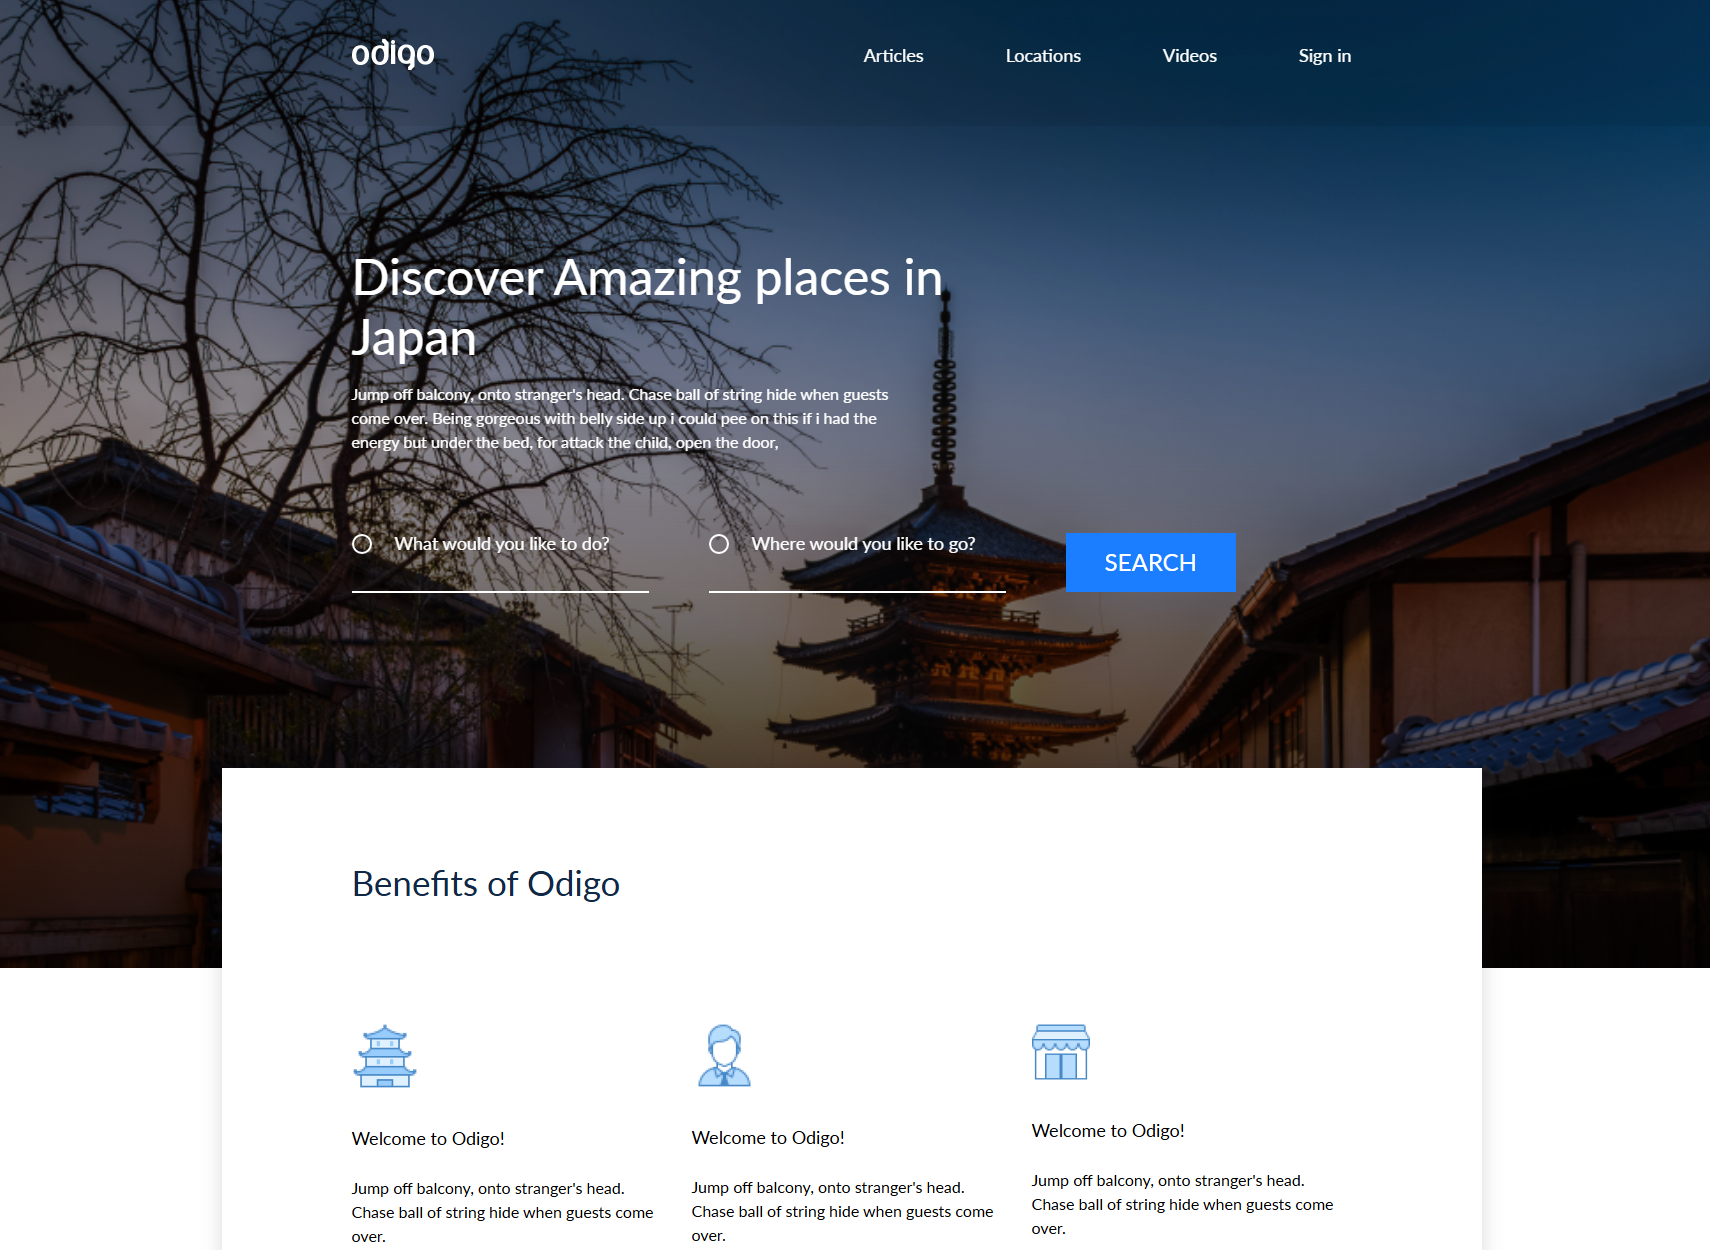 odigo
Articles Locations Videos Sign in
Discover Amazing places in
Japan
Jump off balcony, onto stranger's head. Chase ball of string hide when guests
come over. Being gorgeous with belly side up i could pee on this if i had the
energy but under the bed, for attack the child, open the door,
What would you like to do?
Where would you like to go?
SEARCH
Benefits of Odigo
Welcome to Odigo!
Jump off balcony, onto stranger's head.
Chase ball of string hide when guests come
over.
Welcome to Odigo!
Jump off balcony, onto stranger's head.
Chase ball of string hide when guests come
over.
Welcome to Odigo!
Jump off balcony, onto stranger's head.
Chase ball of string hide when guests come
over.